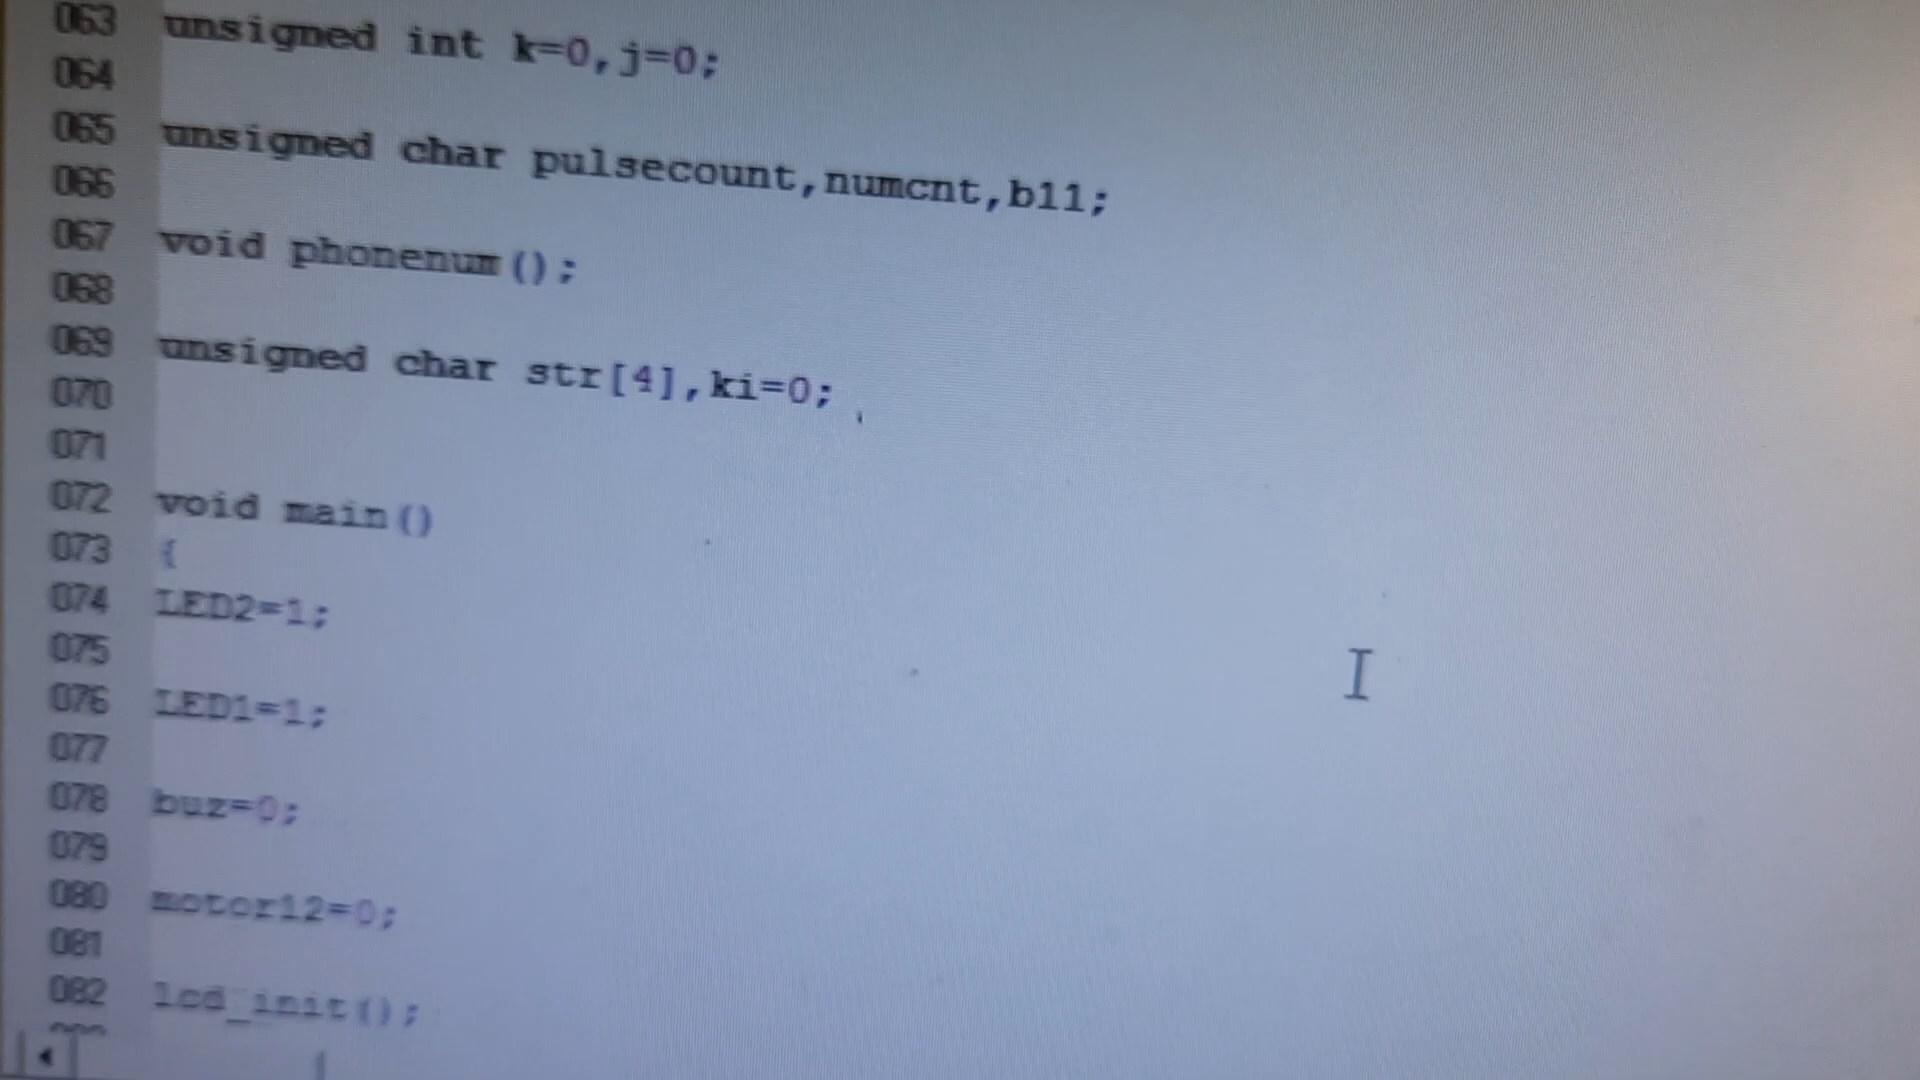 063 unsigned int k=0,j=0;
064
065 unsigned char pulsecount,numcnt,b11;
066
067 void phonenum();
068
069 unsigned char str[4],ki=0;
070
071
072 void main()
073 {
074 LED2=1;
075
076 LED1=1;
077
078 buz=0;
079
080 motor12=0;
081
082 lcd_init();